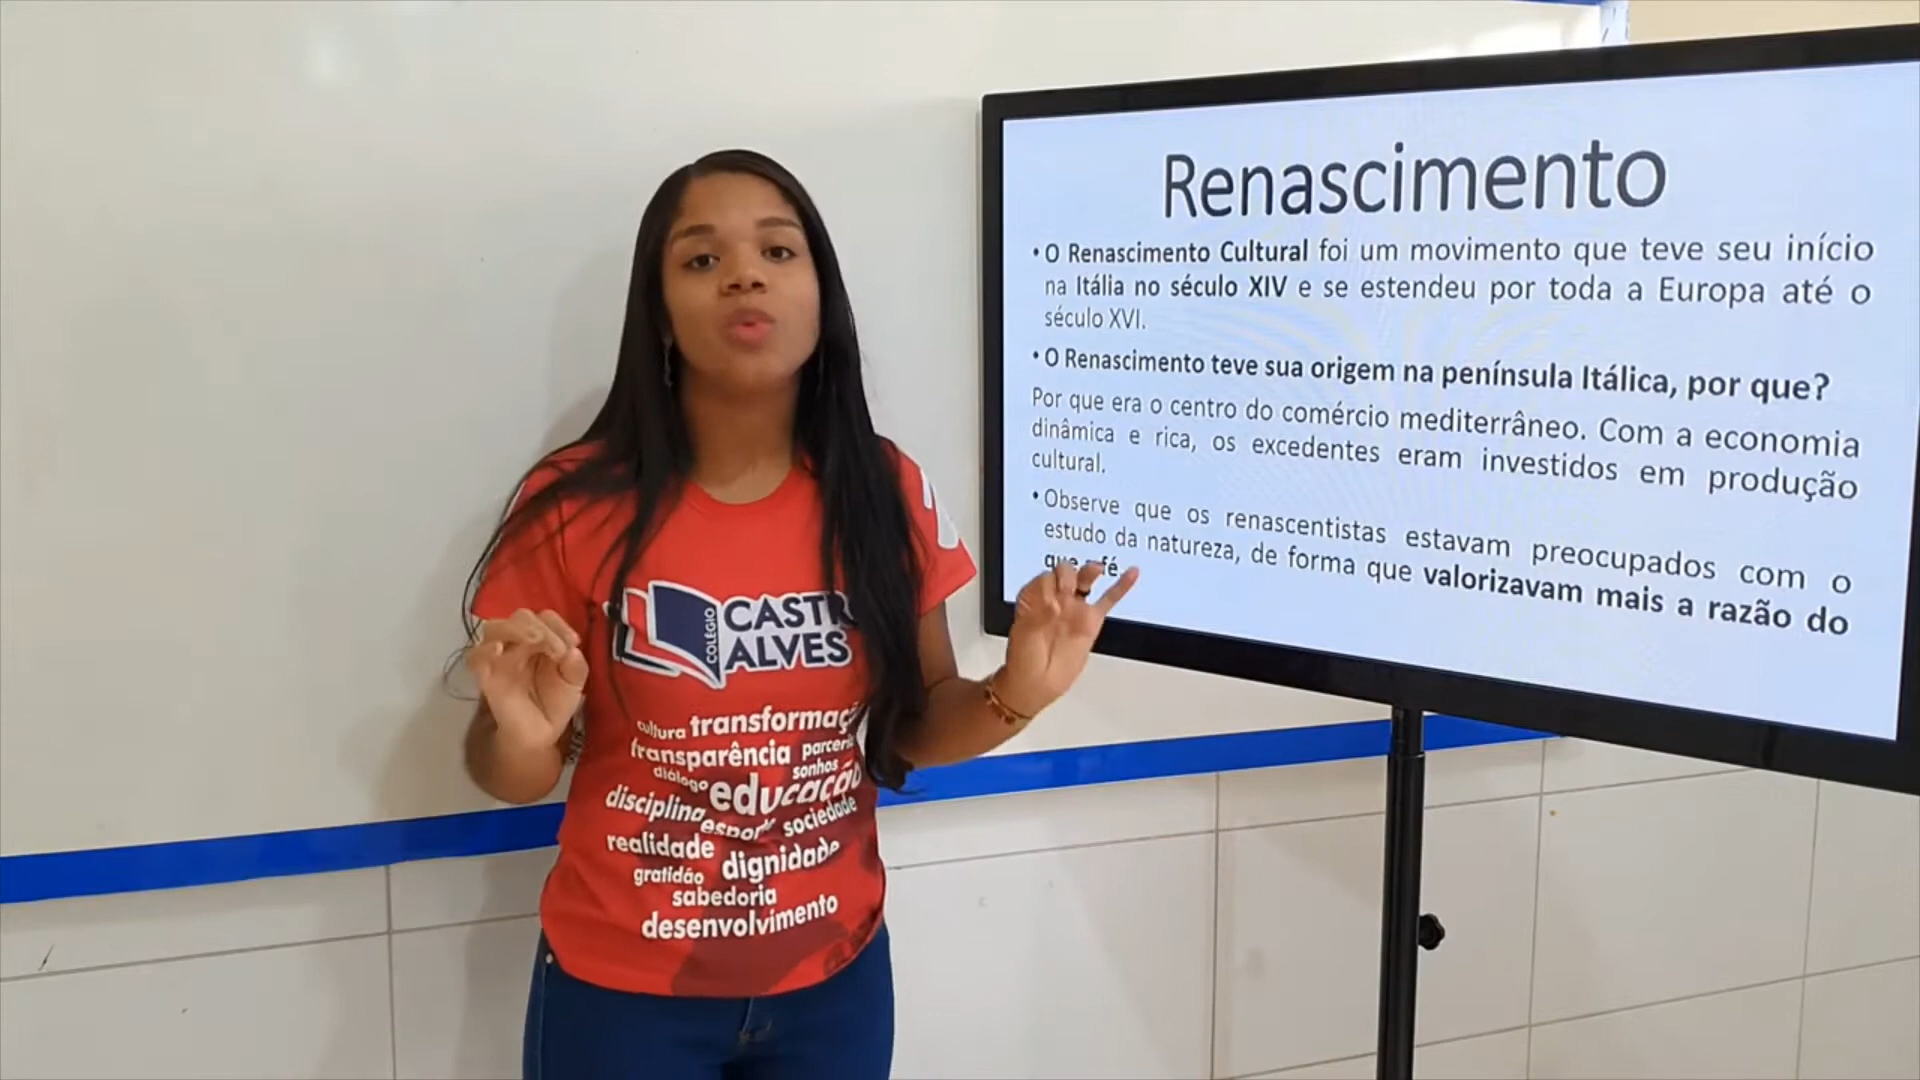 Renascimento
• O Renascimento Cultural foi um movimento que teve seu início
na Itália no século XIV e se estendeu por toda a Europa até o
século XVI.
• O Renascimento teve sua origem na península Itálica, por que?
Por que era o centro do comércio mediterrâneo. Com a economia
dinâmica e rica, os excedentes eram investidos em produção
cultural.
• Observe que os renascentistas estavam preocupados com o
estudo da natureza, de forma que valorizavam mais a razão do
que fé
COLÉGIO
ALVES
cultura
transparência
diálogo sonhos
educação
disciplina
sociedade
realidade dignidade
gratidão
sabedoria
desenvolvimento